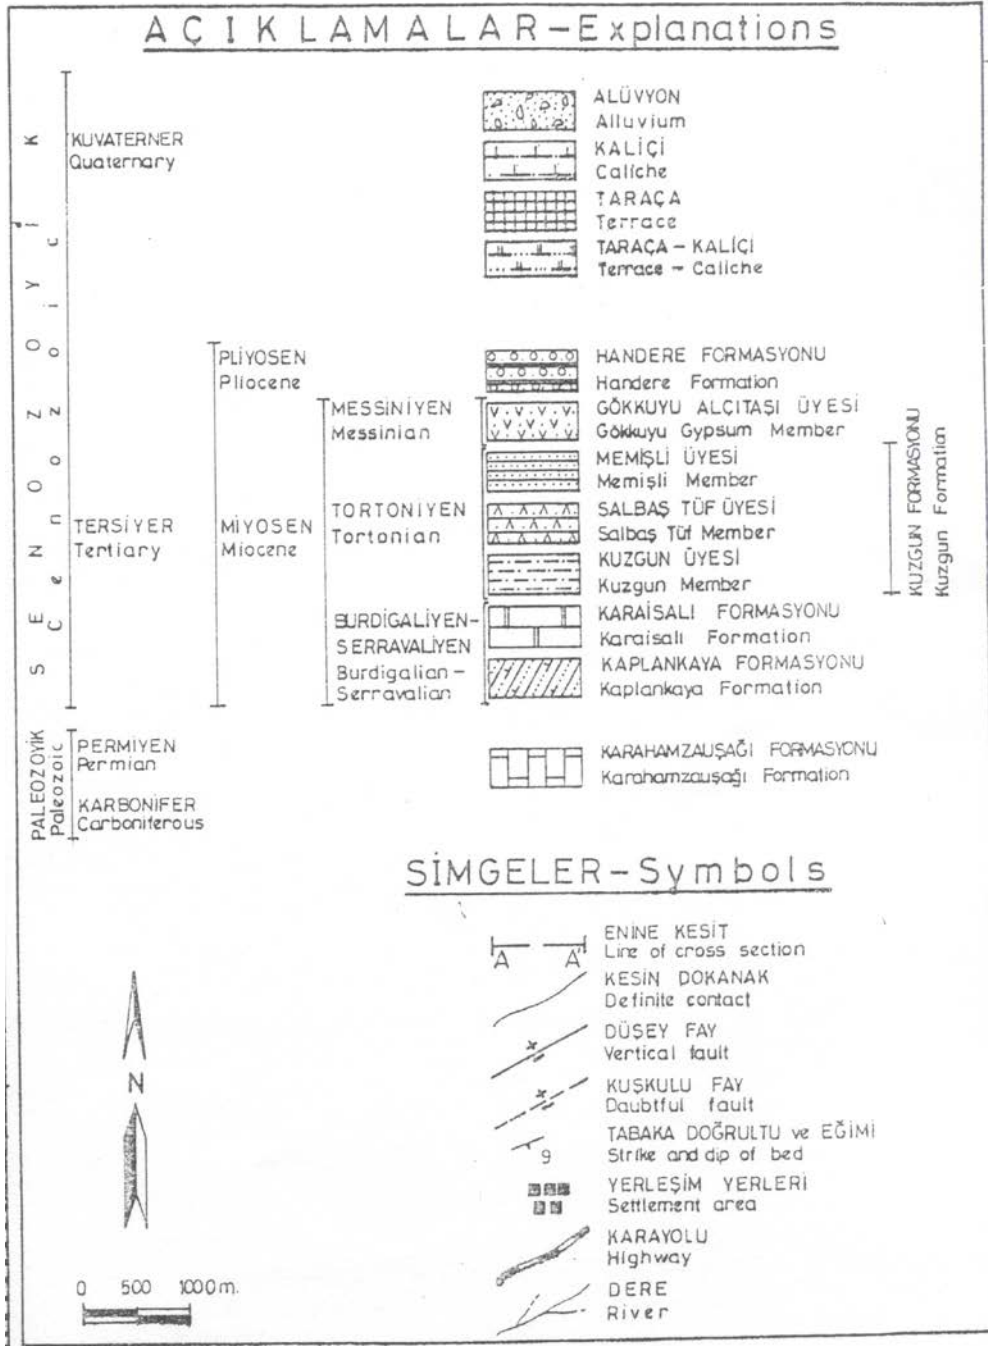 AÇIKLAMALAR-Explanations
SENOZOYİK
Cenozoic
KUVATERNER
Quaternary
ALÜVYON
Alluvium
KALİÇİ
Caliche
TARAÇA
Terrace
TARAÇA - KALİÇİ
Terrace - Caliche
TERSİYER
Tertiary
PLİYOSEN
Pliocene
MİYOSEN
Miocene
HANDERE FORMASYONU
Handere Formation
MESSİNİYEN
Messinian
GÖKKUYU ALÇITAŞI ÜYESİ
Gökkuyu Gypsum Member
TORTONİYEN
Tortonian
MEMİŞLİ ÜYESİ
Memişli Member
SALBAŞ TÜF ÜYESİ
Salbaş Tüf Member
KUZGUN ÜYESİ
Kuzgun Member
KUZGUN FORMASYONU
Kuzgun Formation
BURDİGALİYEN-
SERRAVALİYEN
Burdigalian-
Serravalian
KARAİSALI FORMASYONU
Karaisalı Formation
KAPLANKAYA FORMASYONU
Kaplankaya Formation
PALEOZOYİK
Paleozoic
PERMİYEN
Permian
KARBONİFER
Carboniferous
KARAHAMZAUŞAĞI FORMASYONU
Karahamzauşağı Formation
SİMGELER-Symbols
A A'
ENİNE KESİT
Line of cross section
KESİN DOKANAK
Definite contact
DÜŞEY FAY
Vertical fault
KUŞKULU FAY
Daubtful fault
9
TABAKA DOĞRULTU ve EĞİMİ
Strike and dip of bed
YERLEŞİM YERLERİ
Settlement area
KARAYOLU
Highway
DERE
River
N
0 500 1000m.